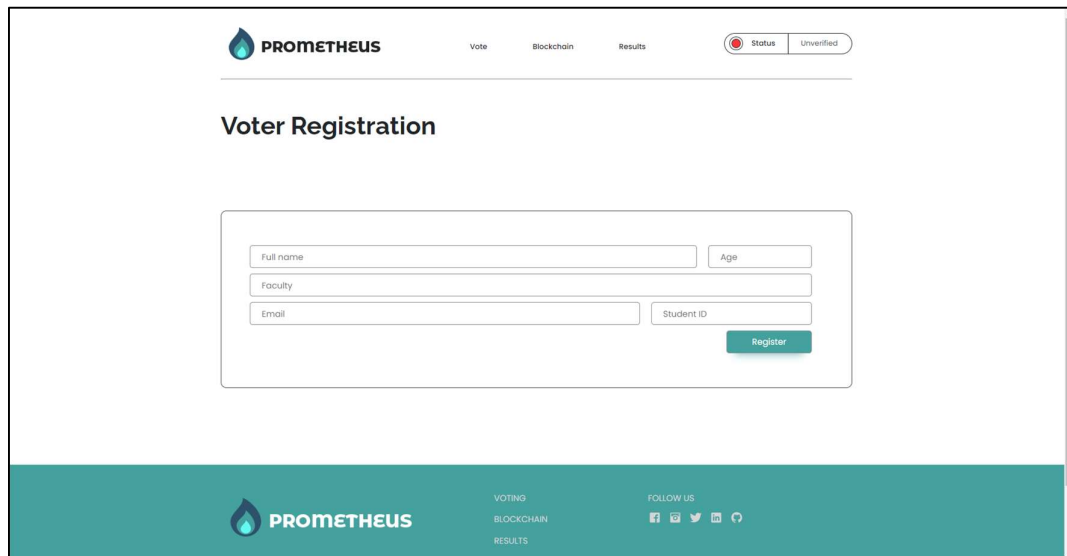 PROMETHEUS Vote Blockchain Results Status Unverified
Voter Registration
Full name Age
Faculty
Email Student ID
Register
PROMETHEUS
VOTING
BLOCKCHAIN
RESULTS
FOLLOW US